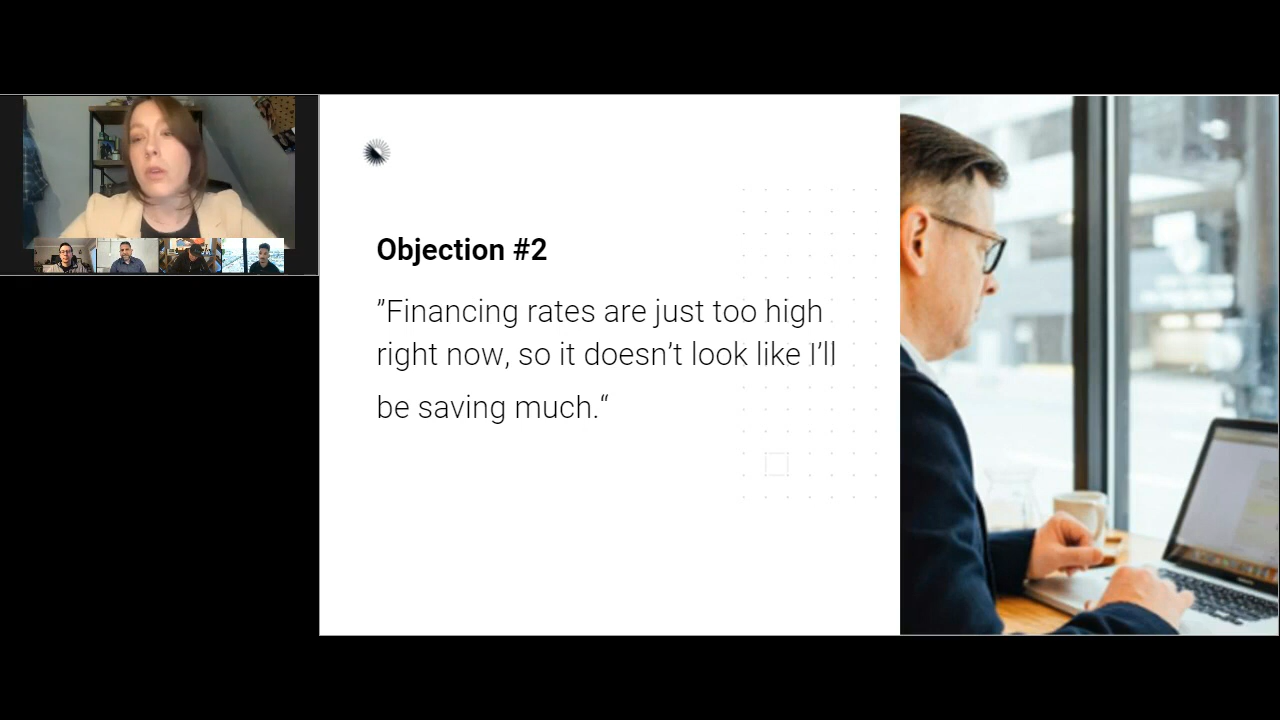 Objection #2
”Financing rates are just too high
right now, so it doesn’t look like I’ll
be saving much.“